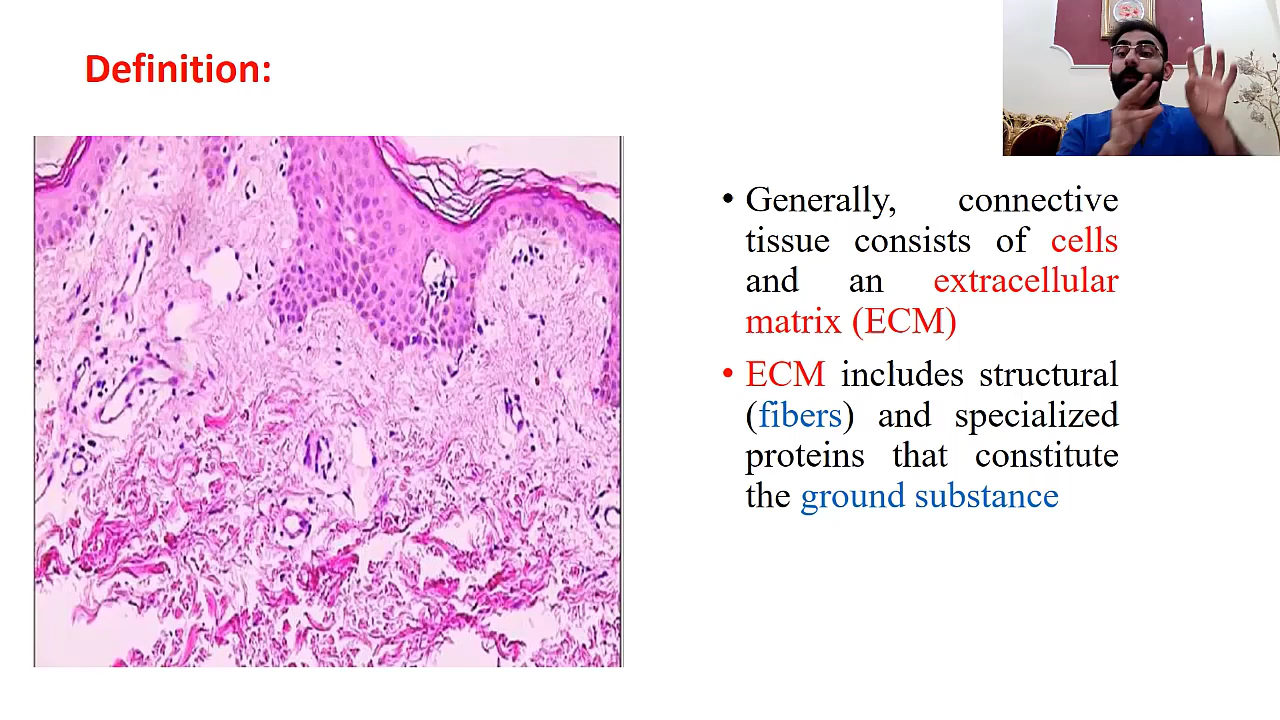 Definition:
• Generally, connective
tissue consists of cells
and an extracellular
matrix (ECM)
• ECM includes structural
(fibers) and specialized
proteins that constitute
the ground substance